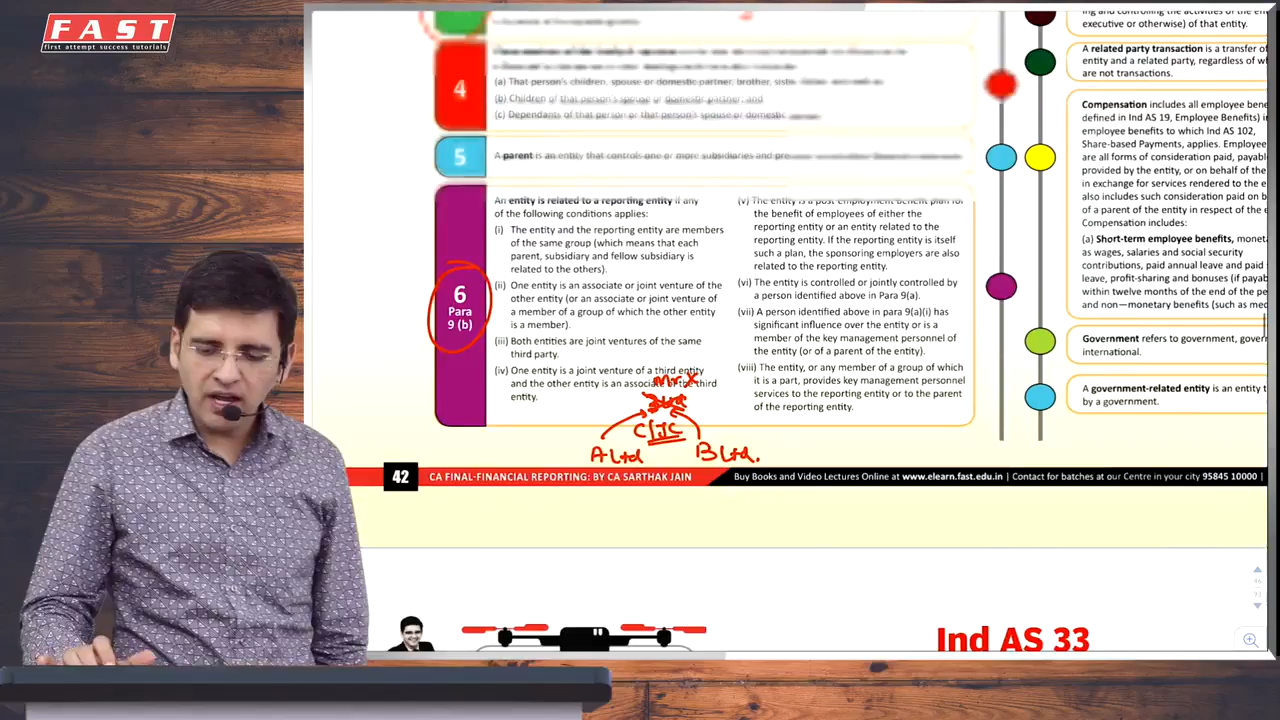 FAST
first attempt success tutorials
4
(a) That person's children, spouse or domestic partner, brother,
(b) Children of that person's spouse or domestic partner, and
(c) Dependants of that person or that person's spouse or domestic
5
A parent is an entity that controls one or more subsidiaries and
6
Para
9 (b)
An entity is related to a reporting entity if any
of the following conditions applies:
(i) The entity and the reporting entity are members
of the same group (which means that each
parent, subsidiary and fellow subsidiary is
related to the others).
(ii) One entity is an associate or joint venture of the
other entity (or an associate or joint venture of
a member of a group of which the other entity
is a member).
(iii) Both entities are joint ventures of the same
third party.
(iv) One entity is a joint venture of a third entity
and the other entity is an associate of the third
entity.
(v) The entity is a post employment benefit plan for
the benefit of employees of either the
reporting entity or an entity related to the
reporting entity. If the reporting entity is itself
such a plan, the sponsoring employers are also
related to the reporting entity.
(vi) The entity is controlled or jointly controlled by
a person identified above in Para 9(a).
(vii) A person identified above in para 9(a)(i) has
significant influence over the entity or is a
member of the key management personnel of
the entity (or of a parent of the entity).
(viii) The entity, or any member of a group of which
it is a part, provides key management personnel
services to the reporting entity or to the parent
of the reporting entity.
Mr X
C/JC
A Ltd
B Ltd.
executive or otherwise) of that entity.
A related party transaction is a transfer of
entity and a related party, regardless of wh
are not transactions.
Compensation includes all employee bene
defined in Ind AS 19, Employee Benefits) in
employee benefits to which Ind AS 102,
Share-based Payments, applies. Employee
are all forms of consideration paid, payabl
provided by the entity, or on behalf of the
in exchange for services rendered to the e
also includes such consideration paid on b
of a parent of the entity in respect of the e
Compensation includes:
(a) Short-term employee benefits, moneta
as wages, salaries and social security
contributions, paid annual leave and paid
leave, profit-sharing and bonuses (if payab
within twelve months of the end of the pe
and non-monetary benefits (such as med
Government refers to government, govern
international.
A government-related entity is an entity t
by a government.
42
CA FINAL-FINANCIAL REPORTING: BY CA SARTHAK JAIN
Buy Books and Video Lectures Online at www.elearn.fast.edu.in | Contact for batches at our Centre in your city 95845 10000 |
Ind AS 33